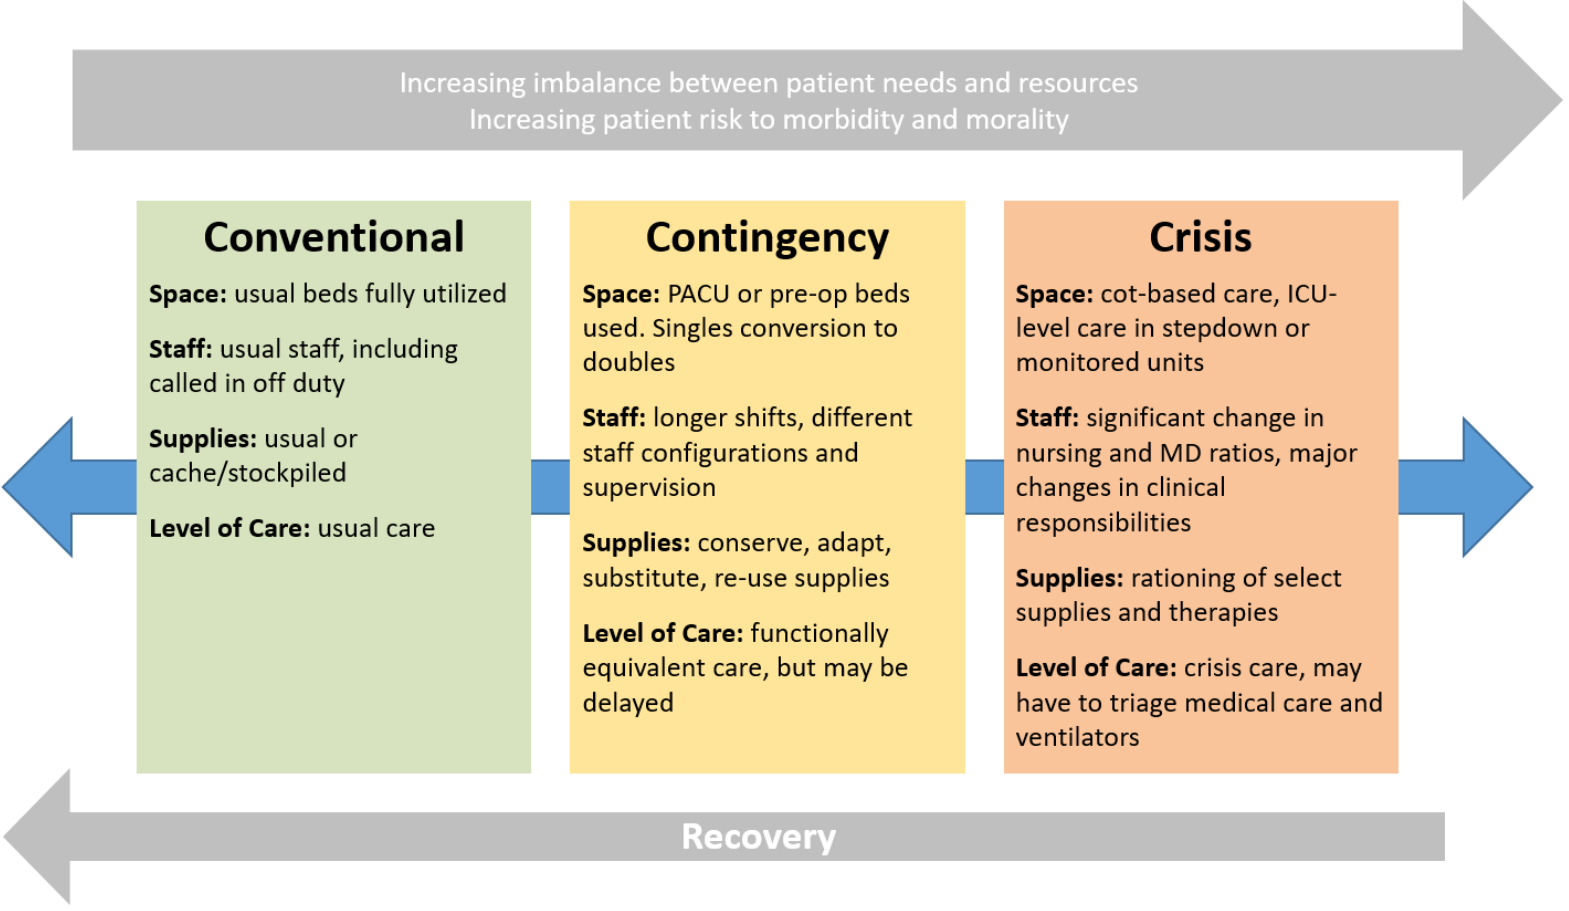 Increasing imbalance between patient needs and resources
Increasing patient risk to morbidity and morality
Conventional
Space: usual beds fully utilized
Staff: usual staff, including
called in off duty
Supplies: usual or
cache/stockpiled
Level of Care: usual care
Contingency
Space: PACU or pre-op beds
used. Singles conversion to
doubles
Staff: longer shifts, different
staff configurations and
supervision
Supplies: conserve, adapt,
substitute, re-use supplies
Level of Care: functionally
equivalent care, but may be
delayed
Crisis
Space: cot-based care, ICU-
level care in stepdown or
monitored units
Staff: significant change in
nursing and MD ratios, major
changes in clinical
responsibilities
Supplies: rationing of select
supplies and therapies
Level of Care: crisis care, may
have to triage medical care and
ventilators
Recovery